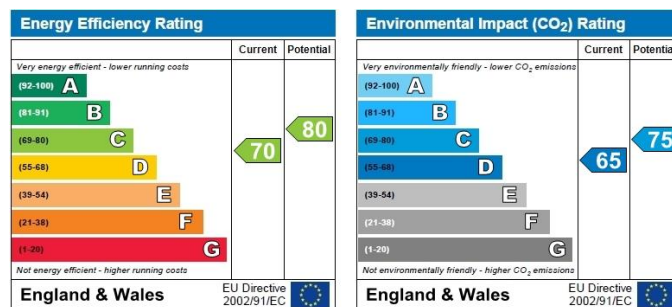 Energy Efficiency Rating
Current Potential
Very energy efficient - lower running costs
(92-100) A
(81-91) B
(69-80) C
(55-68) D
(39-54) E
(21-38) F
(1-20) G
70
80
Not energy efficient - higher running costs
England & Wales
EU Directive
2002/91/EC
Environmental Impact (CO2) Rating
Current Potential
Very environmentally friendly - lower CO2 emissions
(92-100) A
(81-91) B
(69-80) C
(55-68) D
(39-54) E
(21-38) F
(1-20) G
65
75
Not environmentally friendly - higher CO2 emissions
England & Wales
EU Directive
2002/91/EC